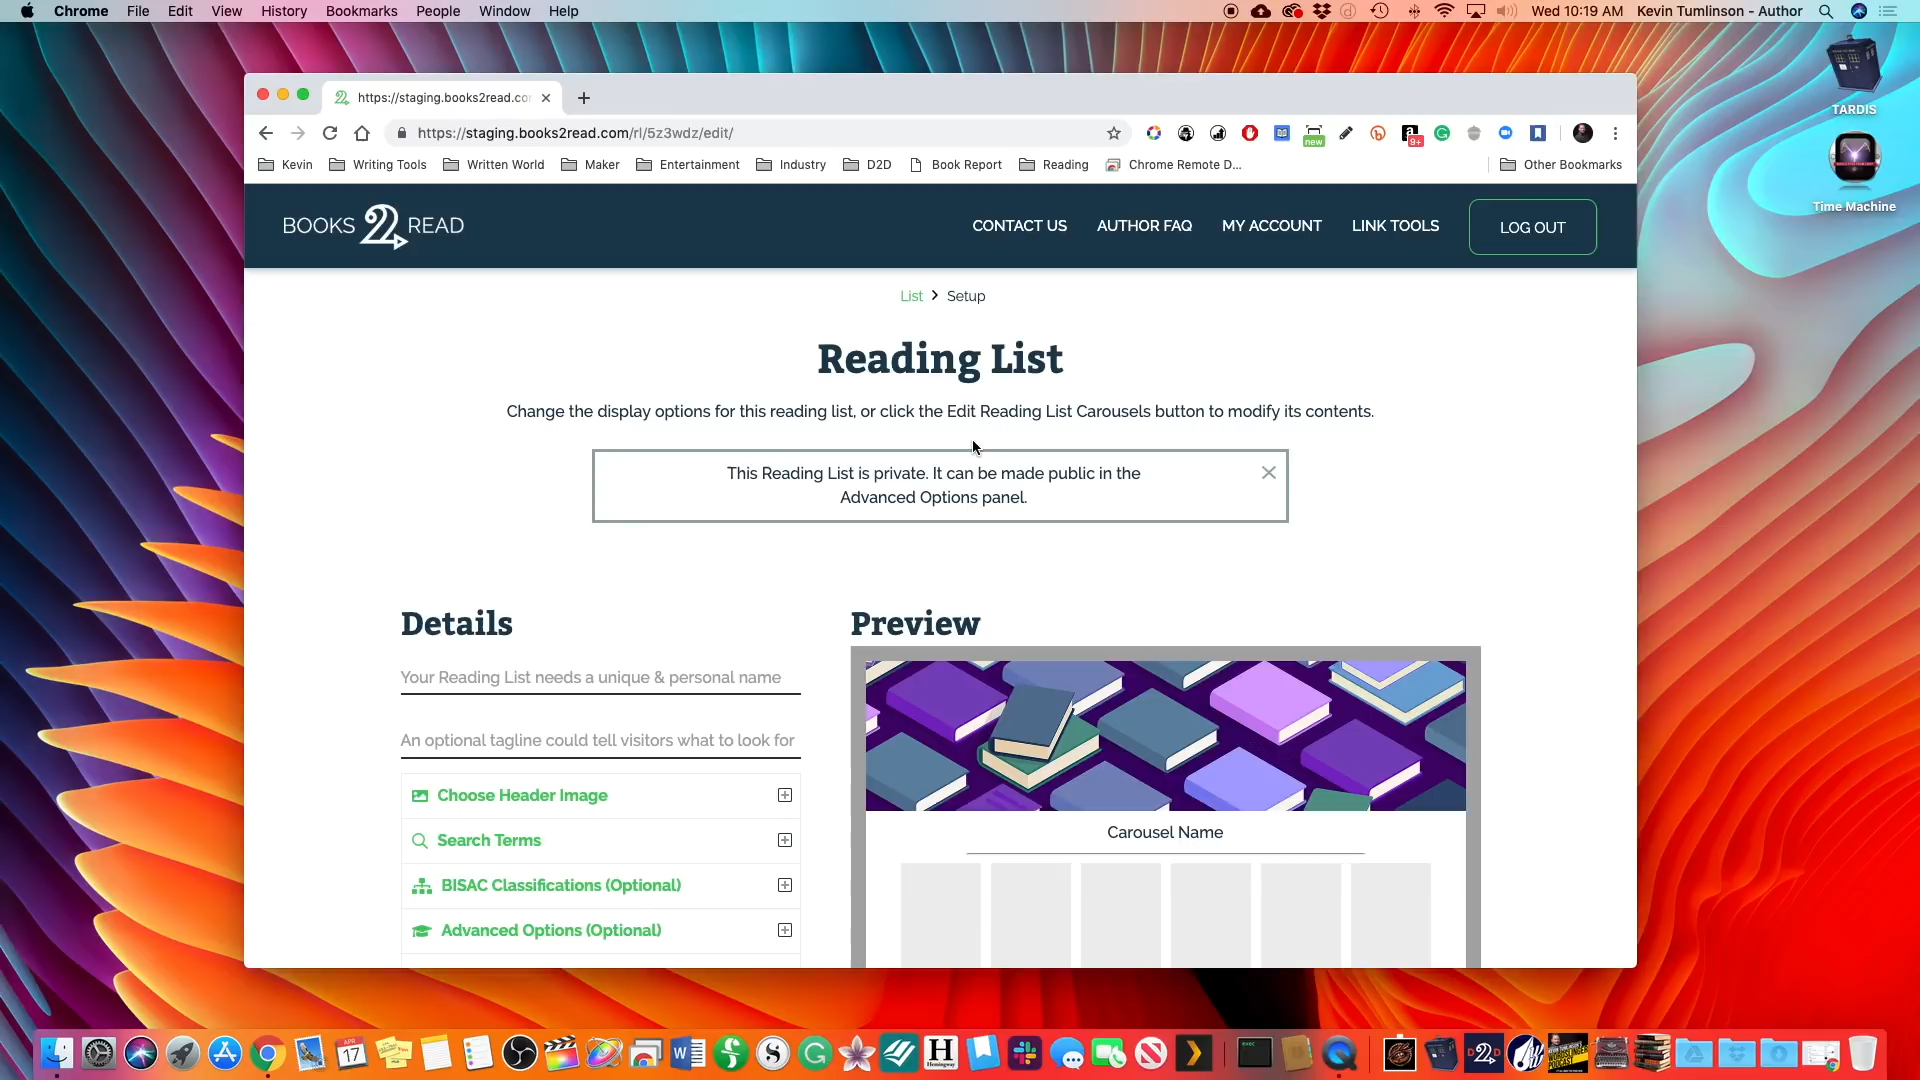 Chrome File Edit View History Bookmarks People Window Help
Wed 10:19 AM Kevin Tumlinson - Author
TARDIS
Time Machine
https://staging.books2read.co
https://staging.books2read.com/rl/5z3wdz/edit/
new
9+
Kevin Writing Tools Written World Maker Entertainment Industry D2D Book Report Reading Chrome Remote D... Other Bookmarks
BOOKS 2 READ
CONTACT US AUTHOR FAQ MY ACCOUNT LINK TOOLS LOG OUT
List > Setup
Reading List
Change the display options for this reading list, or click the Edit Reading List Carousels button to modify its contents.
This Reading List is private. It can be made public in the
Advanced Options panel.
Details
Your Reading List needs a unique & personal name
An optional tagline could tell visitors what to look for
Choose Header Image
Search Terms
BISAC Classifications (Optional)
Advanced Options (Optional)
Preview
Carousel Name
APR
17
H
Hemingway
D2D